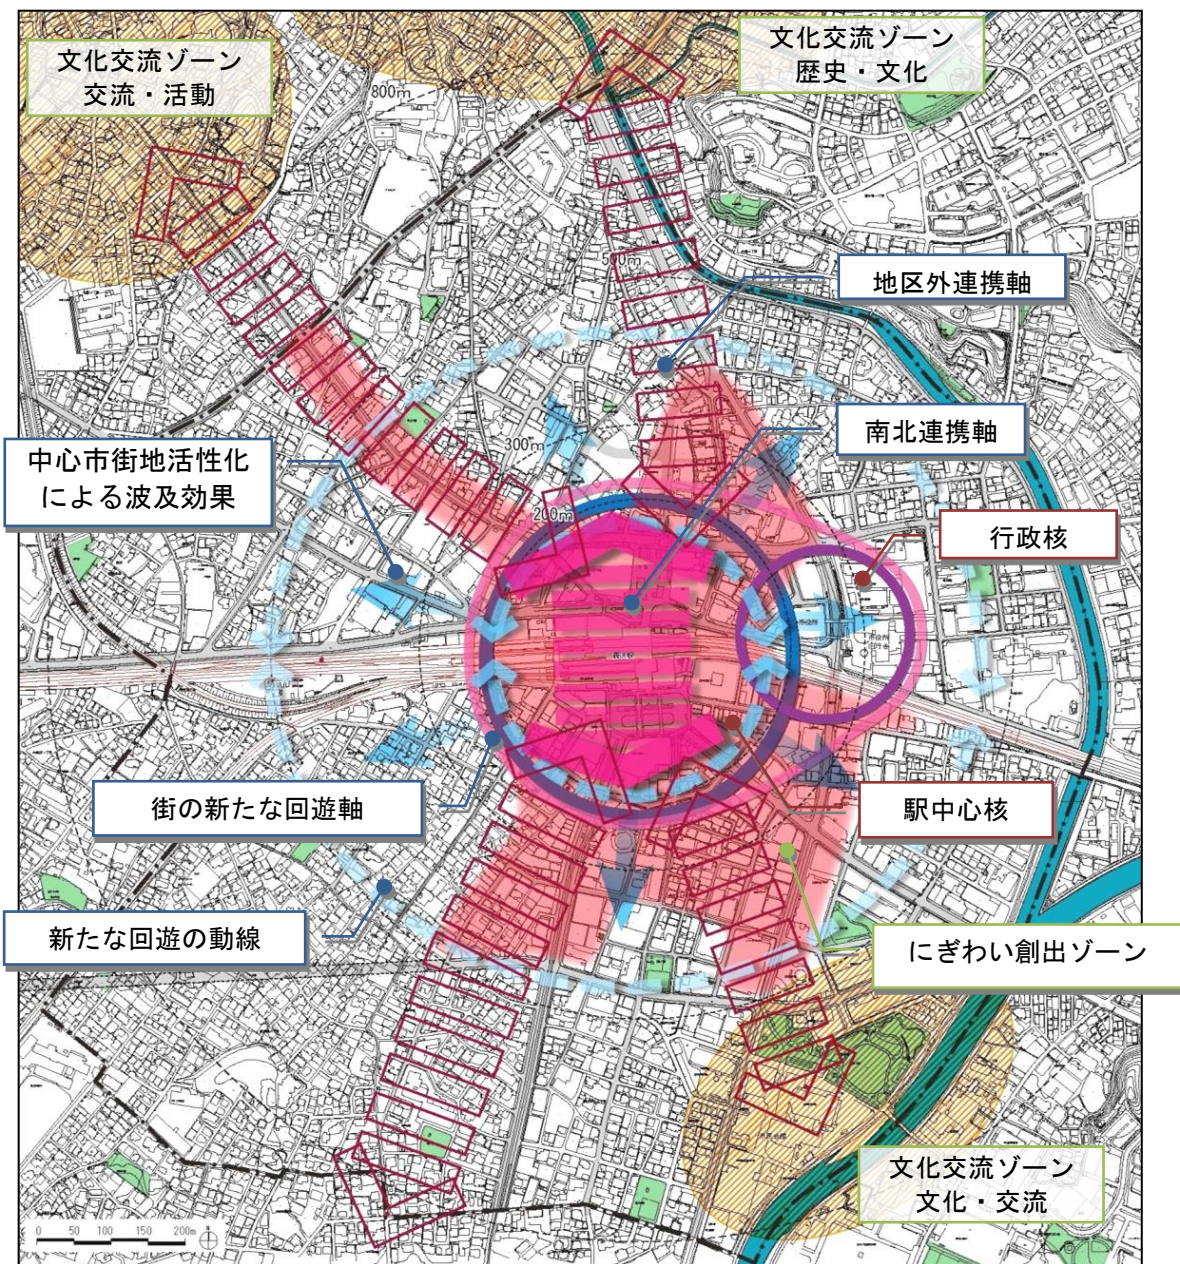 文化交流ゾーン
交流・活動
文化交流ゾーン
歴史・文化
800m
500m
地区外連携軸
南北連携軸
300m
中心市街地活性化
による波及効果
200m
行政核
街の新たな回遊軸
駅中心核
新たな回遊の動線
にぎわい創出ゾーン
文化交流ゾーン
文化・交流
0 50 100 150 200m